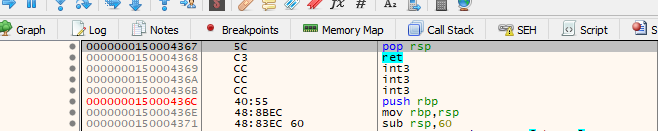 Graph Log Notes Breakpoints Memory Map Call Stack SEH Script
0000000150004367 5C pop rsp
0000000150004368 C3 ret
0000000150004369 CC int3
000000015000436A CC int3
000000015000436B CC int3
000000015000436C 40:55 push rbp
000000015000436E 48:8BEC mov rbp,rsp
0000000150004371 48:83EC 60 sub rsp,60